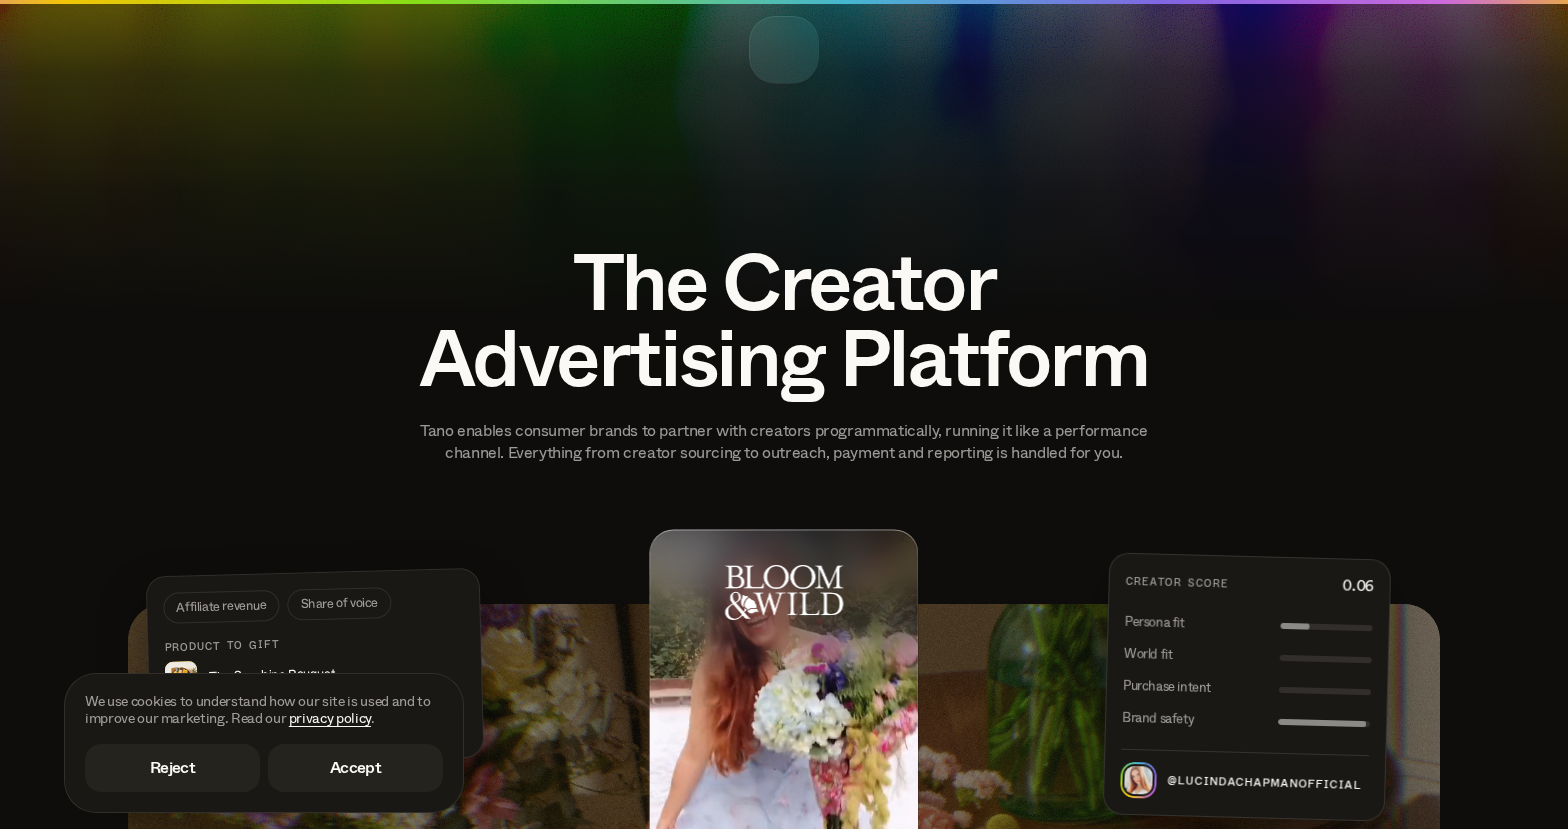 The Creator
Advertising Platform
Tano enables consumer brands to partner with creators programmatically, running it like a performance
channel. Everything from creator sourcing to outreach, payment and reporting is handled for you.
BLOOM
&WILD
Affiliate revenue
Share of voice
PRODUCT TO GIFT
CREATOR SCORE
0.06
Persona fit
World fit
Purchase intent
Brand safety
@LUCINDACHAPMANOFFICIAL
We use cookies to understand how our site is used and to
improve our marketing. Read our privacy policy.
Reject
Accept